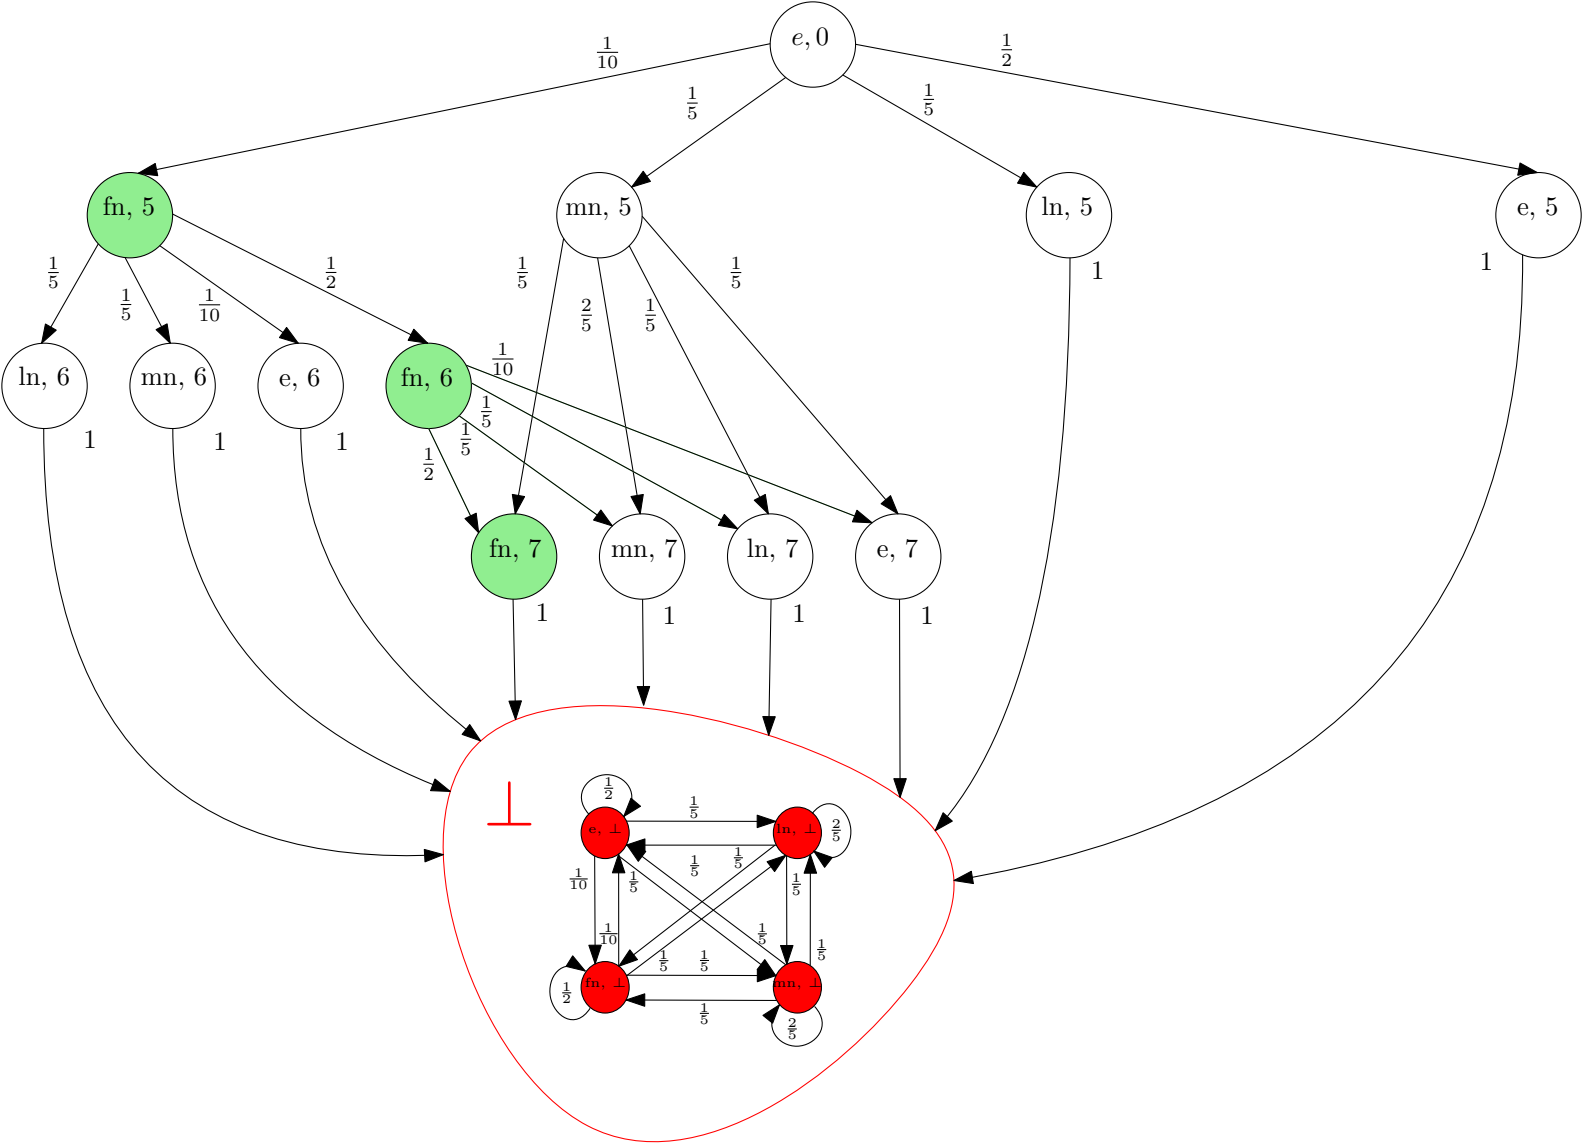 e, 0
1/10
1/2
1/5
1/5
fn, 5
mn, 5
ln, 5
e, 5
1/5
1/2
1/5
1/5
1
1
1/5
1/10
2/5
1/5
ln, 6
mn, 6
e, 6
fn, 6
1/10
1/5
1/5
1
1
1
1/2
fn, 7
mn, 7
ln, 7
e, 7
1
1
1
1
⊥
1/2
1/5
e, ⊥
ln, ⊥
2/5
1/5
1/5
1/10
1/5
1/5
1/10
1/5
1/5
1/5
1/5
fn, ⊥
mn, ⊥
1/2
1/5
2/5